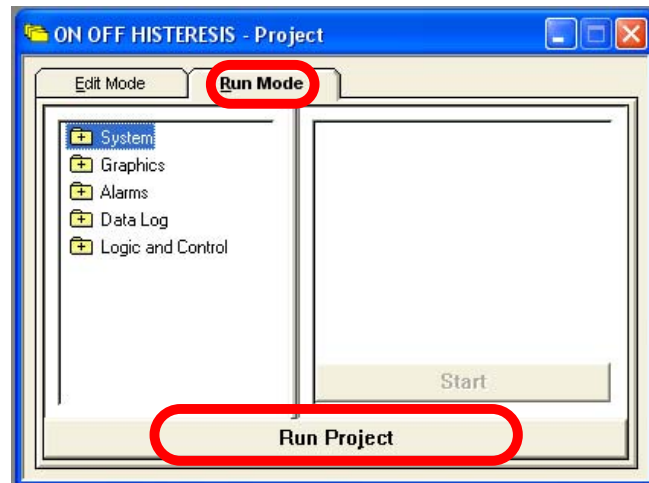 ON OFF HISTERESIS - Project
Edit Mode
Run Mode
System
Graphics
Alarms
Data Log
Logic and Control
Start
Run Project